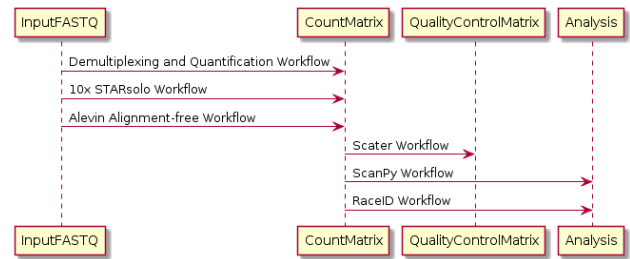 InputFASTQ CountMatrix QualityControlMatrix Analysis
Demultiplexing and Quantification Workflow
10x STARsolo Workflow
Alevin Alignment-free Workflow
Scater Workflow
ScanPy Workflow
RaceID Workflow
InputFASTQ CountMatrix QualityControlMatrix Analysis